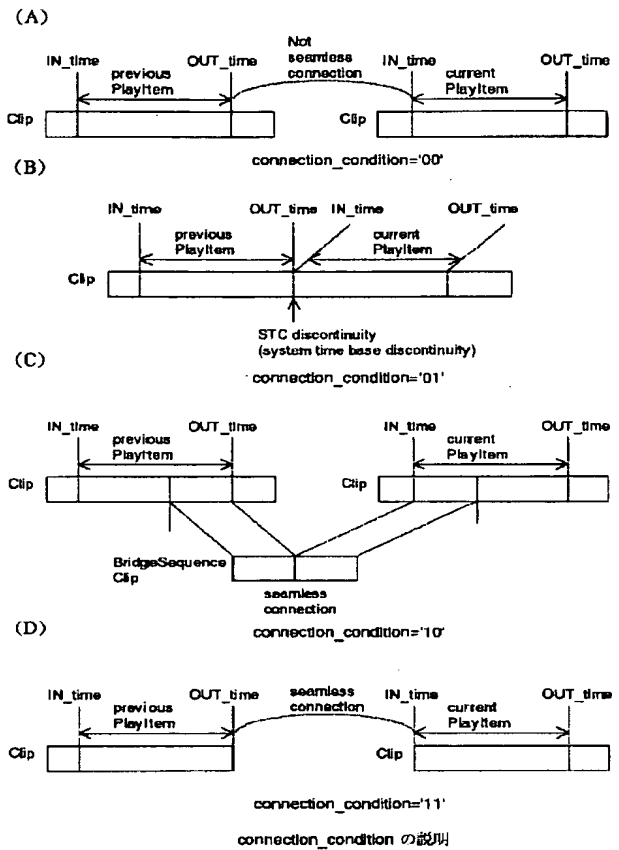 (A)
Not
seamless
connection
IN_time
OUT_time
IN_time
OUT_time
previous
PlayItem
current
PlayItem
Clip
Clip
connection_condition='00'
(B)
IN_time
OUT_time
IN_time
OUT_time
previous
PlayItem
current
PlayItem
Clip
STC discontinuity
(system time base discontinuity)
connection_condition='01'
(C)
IN_time
OUT_time
IN_time
OUT_time
previous
PlayItem
current
PlayItem
Clip
Clip
BridgeSequence
Clip
seamless
connection
connection_condition='10'
(D)
IN_time
OUT_time
seamless
connection
IN_time
OUT_time
previous
PlayItem
current
PlayItem
Clip
Clip
connection_condition='11'
connection_condition の説明